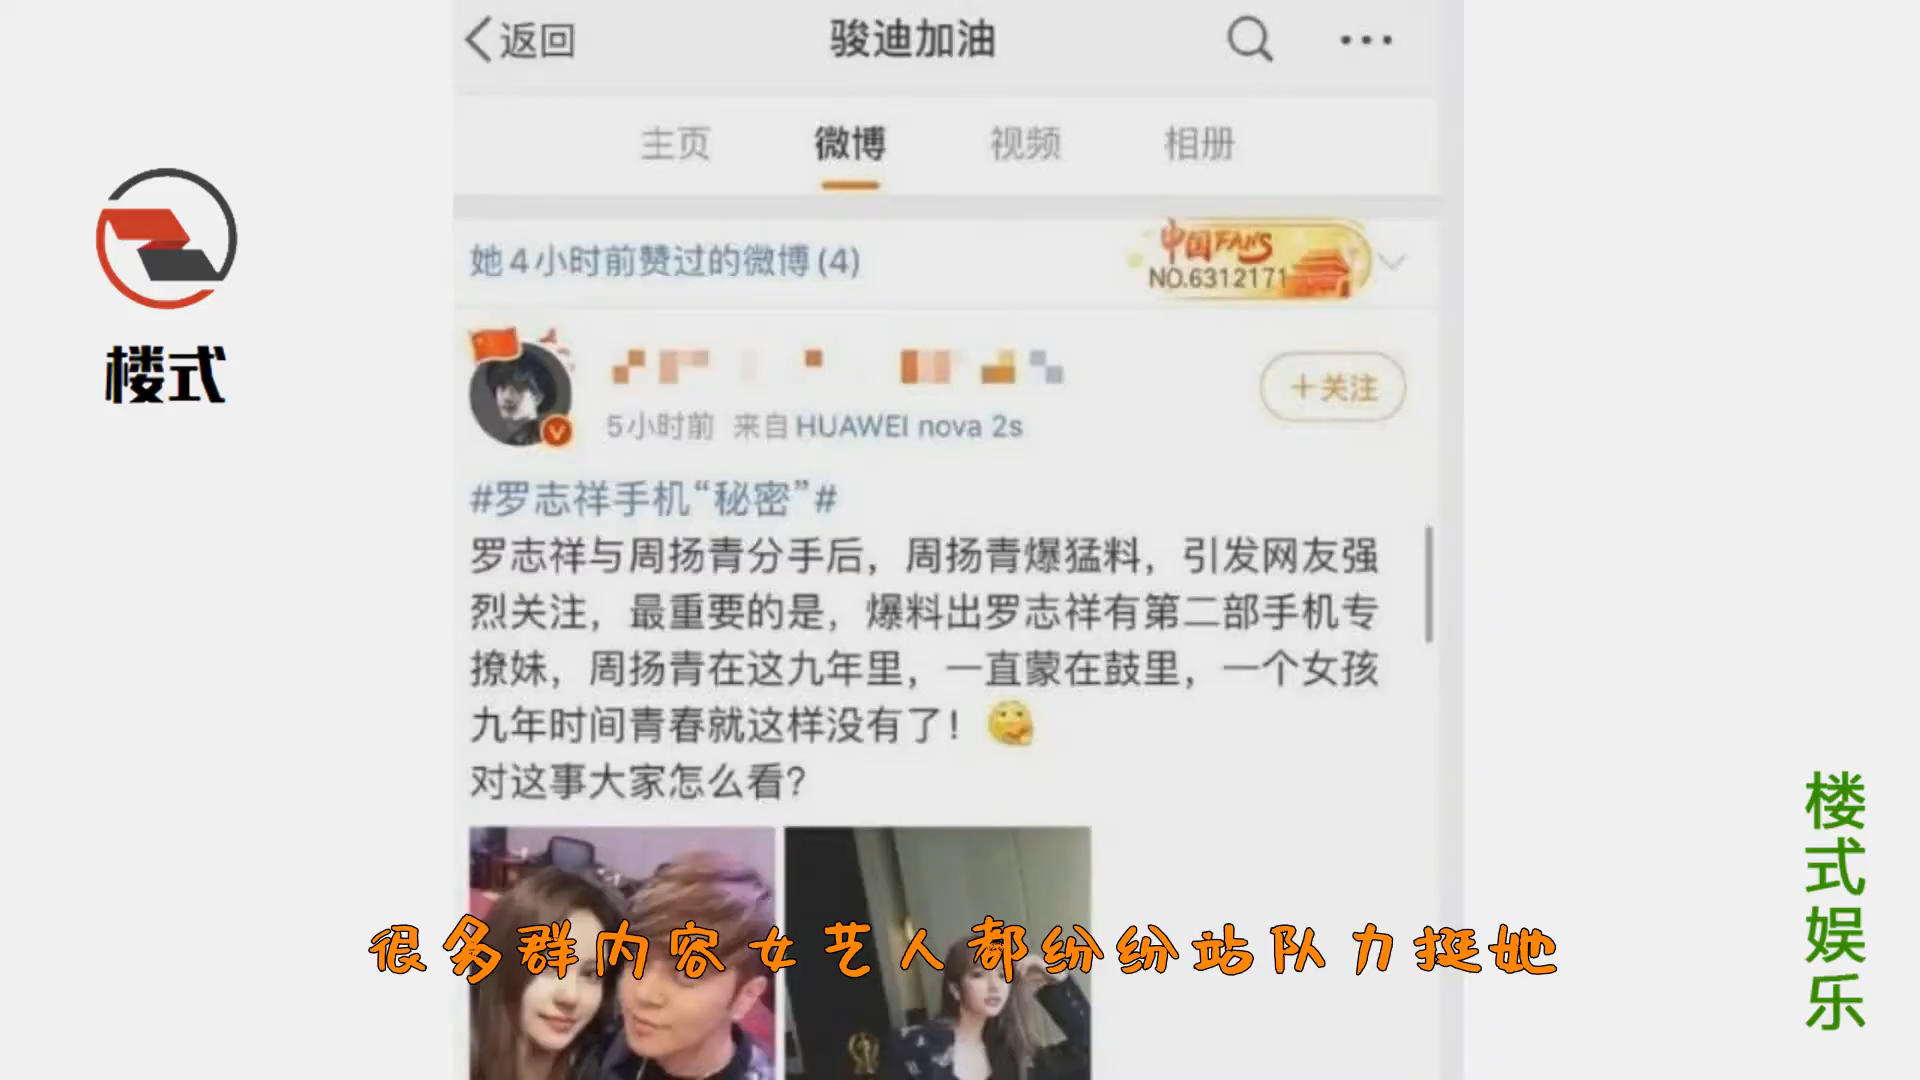 返回
骏迪加油
主页
微博
视频
相册
她4小时前赞过的微博(4)
中国FANS
NO.6312171
5小时前 来自HUAWEI nova 2s
+关注
#罗志祥手机“秘密”#
罗志祥与周扬青分手后，周扬青爆猛料，引发网友强
烈关注，最重要的是，爆料出罗志祥有第二部手机专
撩妹，周扬青在这九年里，一直蒙在鼓里，一个女孩
九年时间青春就这样没有了！
对这事大家怎么看？
楼式
很多群内容女艺人都纷纷站队力挺她
楼式娱乐